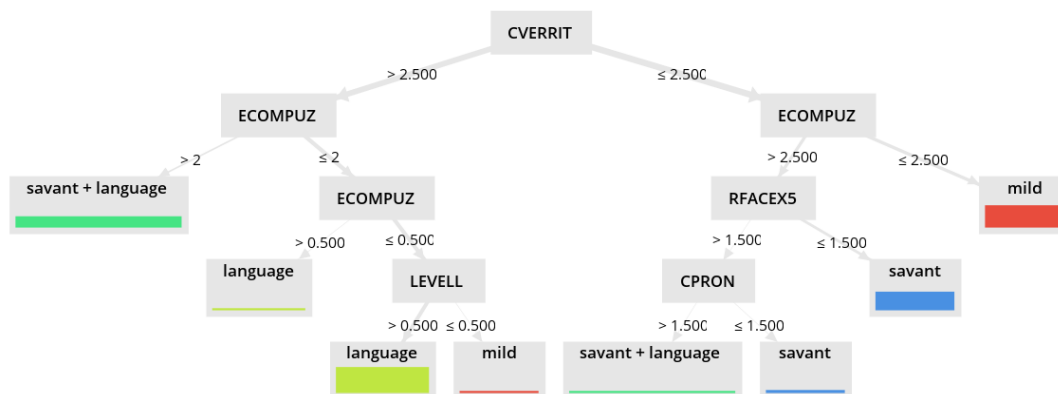 CVERRIT
> 2.500
≤ 2.500
ECOMPUZ
ECOMPUZ
> 2
≤ 2
> 2.500
≤ 2.500
savant + language
ECOMPUZ
RFACEX5
mild
> 0.500
≤ 0.500
> 1.500
≤ 1.500
language
LEVELL
CPRON
savant
> 0.500
≤ 0.500
> 1.500
≤ 1.500
language
mild
savant + language
savant